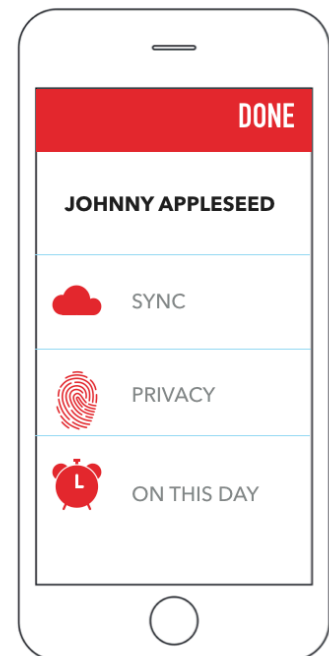 DONE
JOHNNY APPLESEED
SYNC
PRIVACY
ON THIS DAY